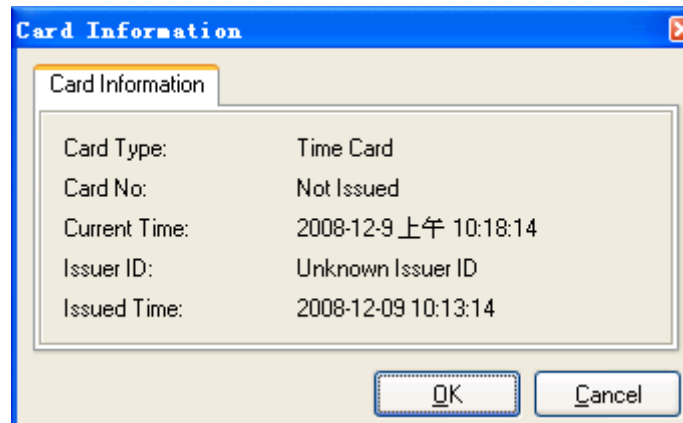 Card Information
Card Information
Card Type: Time Card
Card No: Not Issued
Current Time: 2008-12-9 上午 10:18:14
Issuer ID: Unknown Issuer ID
Issued Time: 2008-12-09 10:13:14
OK Cancel